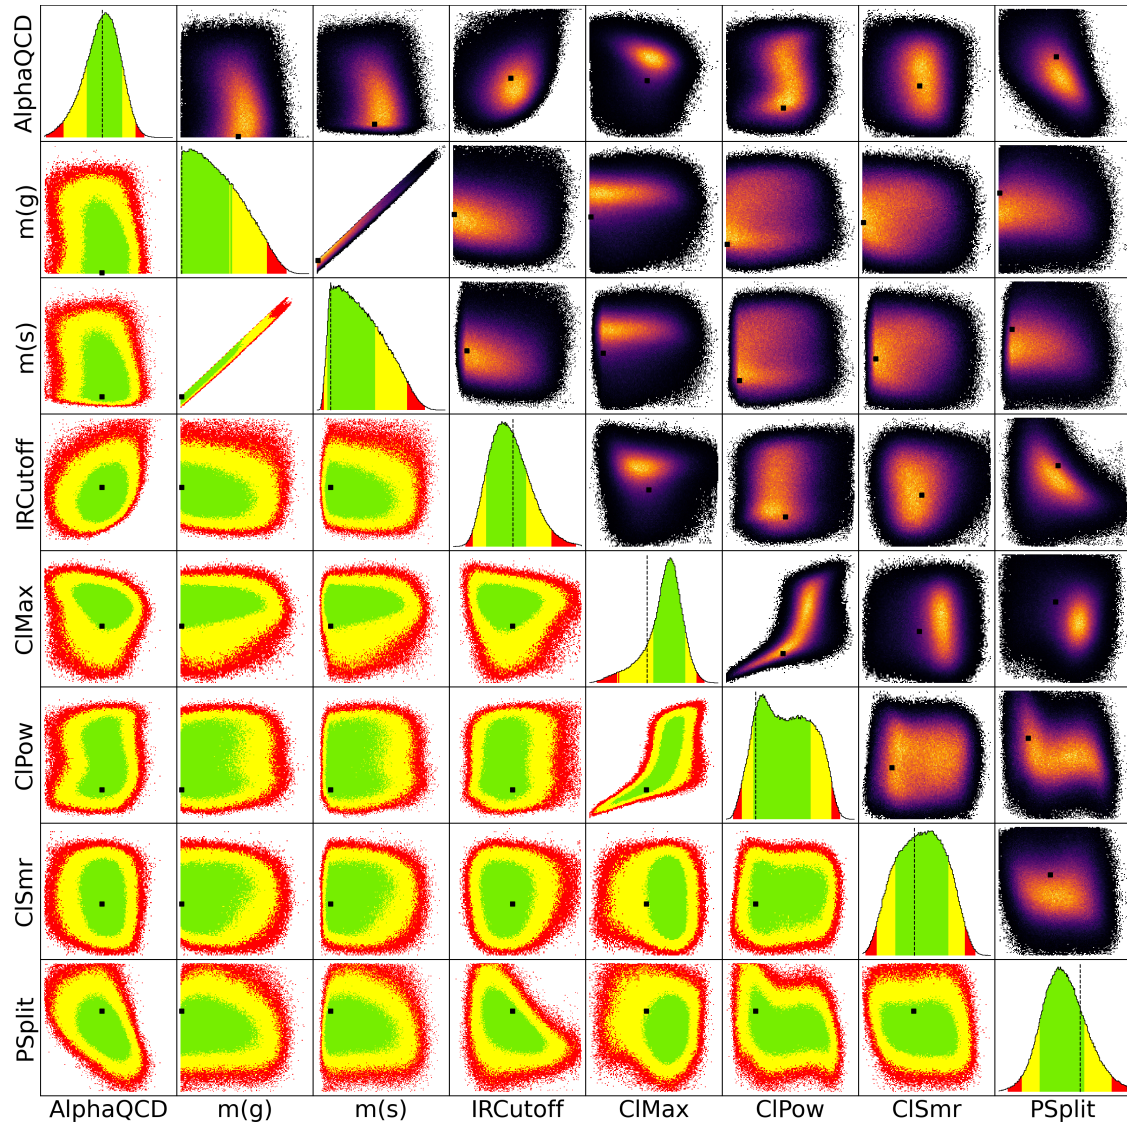 AlphaQCD
m(g)
m(s)
IRCutoff
ClMax
ClPow
ClSmr
PSplit
AlphaQCD m(g) m(s) IRCutoff ClMax ClPow ClSmr PSplit